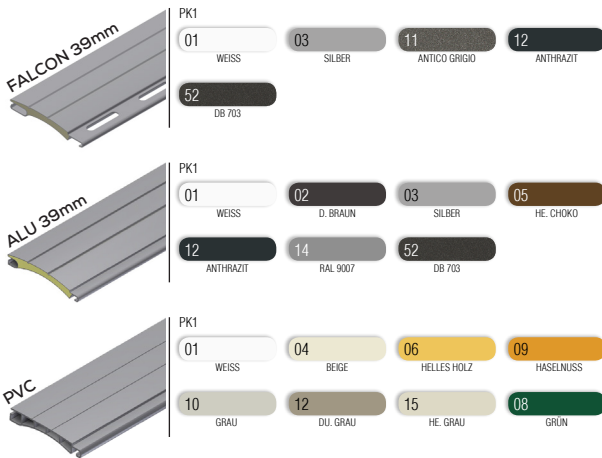 FALCON 39mm
PK1
01 03 11 12
WEISS SILBER ANTICO GRIGIO ANTHRAZIT
52
DB 703
ALU 39mm
PK1
01 02 03 05
WEISS D. BRAUN SILBER HE. CHOKO
12 14 52
ANTHRAZIT RAL 9007 DB 703
PVC
PK1
01 04 06 09
WEISS BEIGE HELLES HOLZ HASELNUSS
10 12 15 08
GRAU DU. GRAU HE. GRAU GRÜN